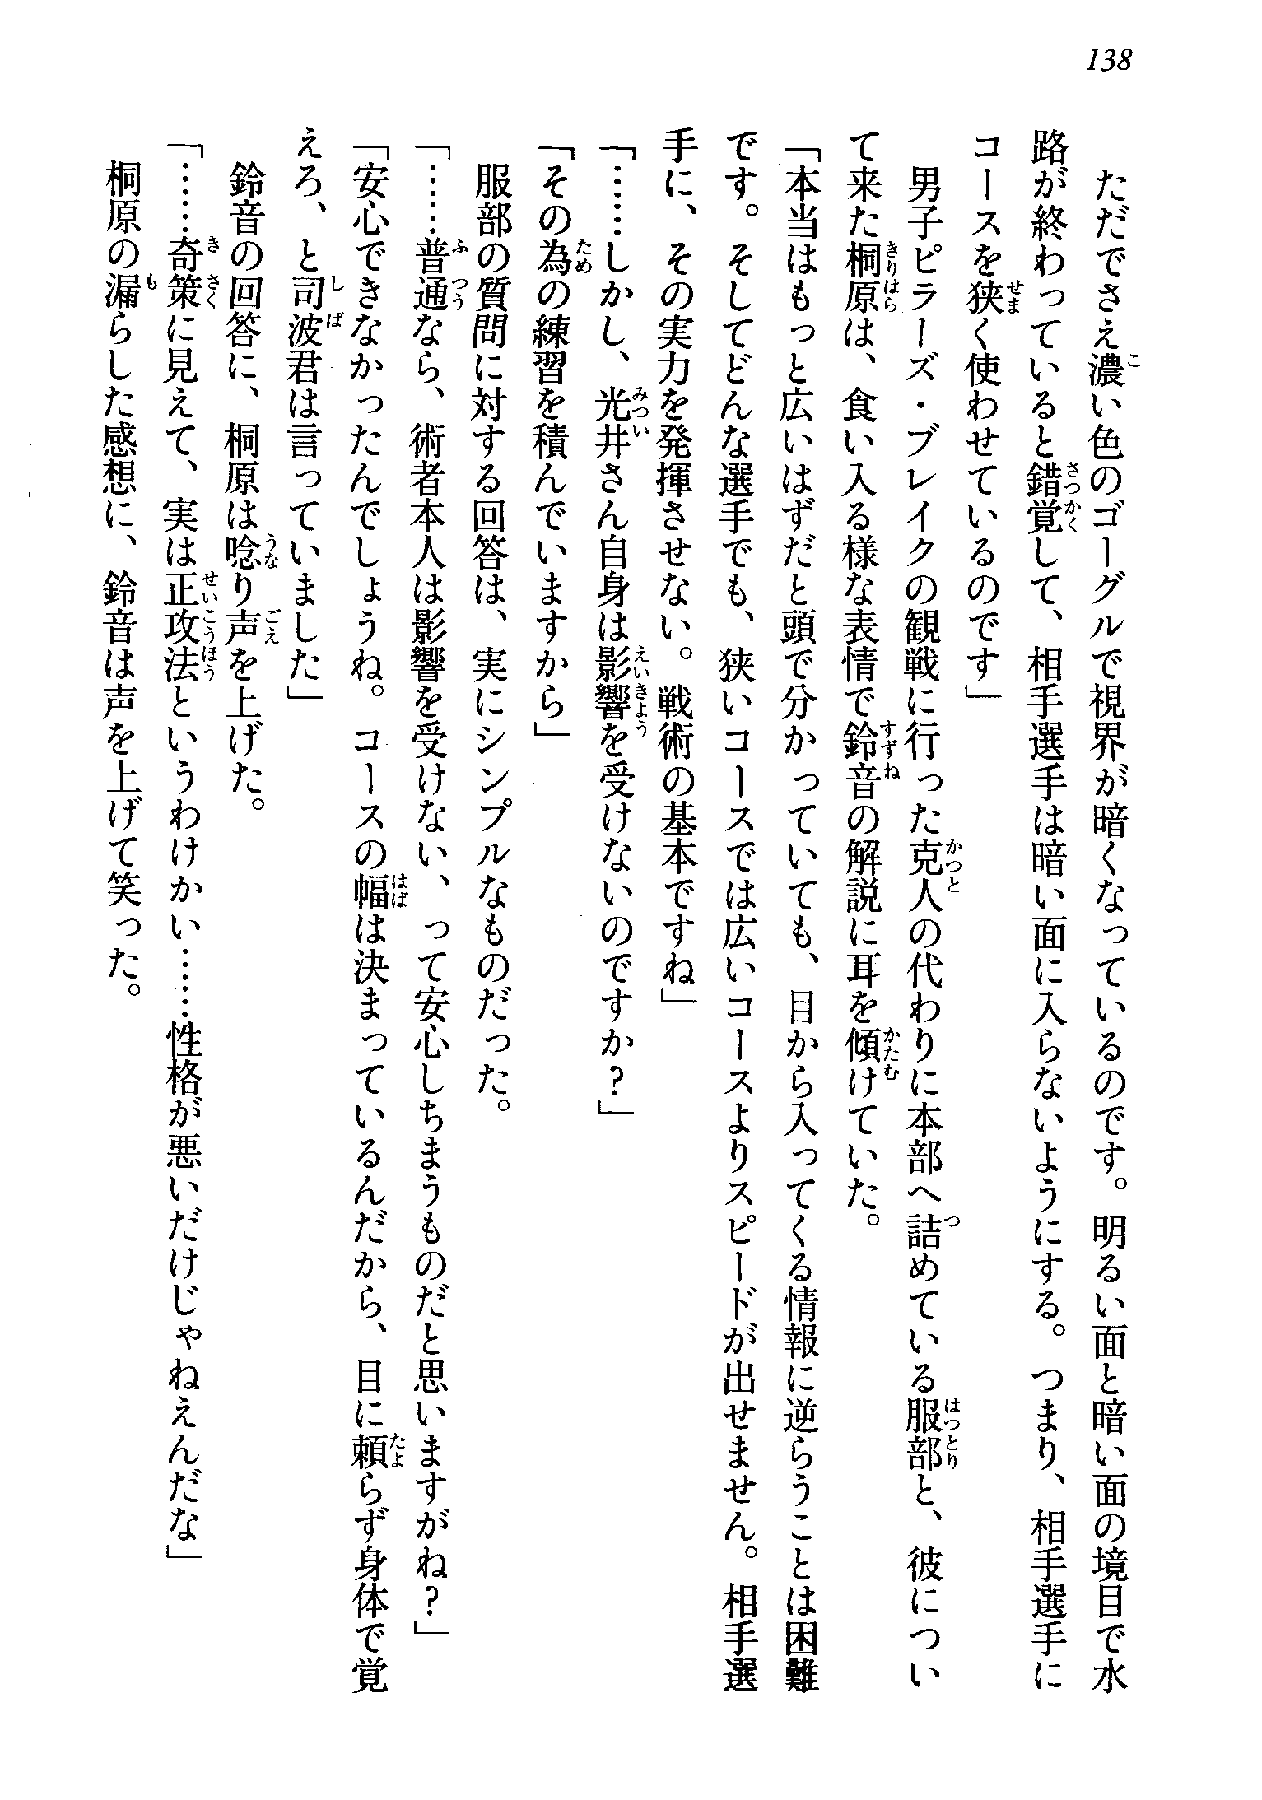 138
ただでさえ濃い色のゴーグルで視界が暗くなっているのです。明るい面と暗い面の境目で水
路が終わっていると錯覚して、相手選手は暗い面に入らないようにする。つまり、相手選手に
コースを狭く使わせているのです」
男子ピラーズ・ブレイクの観戦に行った克人の代わりに本部へ詰めている服部と、彼につい
て来た桐原は、食い入る様な表情で鈴音の解説に耳を傾けていた。
「本当はもっと広いはずだと頭で分かっていても、目から入ってくる情報に逆らうことは困難
です。そしてどんな選手でも、狭いコースでは広いコースよりスピードが出せません。相手選
手に、その実力を発揮させない。戦術の基本ですね」
「……しかし、光井さん自身は影響を受けないのですか?」
「その為の練習を積んでいますから」
服部の質問に対する回答は、実にシンプルなものだった。
「……普通なら、術者本人は影響を受けない、って安心しちまうものだと思いますがね?」
「安心できなかったんでしょうね。コースの幅は決まっているんだから、目に頼らず身体で覚
えろ、と司波君は言っていました」
鈴音の回答に、桐原は唸り声を上げた。
「……奇策に見えて、実は正攻法というわけかい……性格が悪いだけじゃねえんだな」
桐原の漏らした感想に、鈴音は声を上げて笑った。